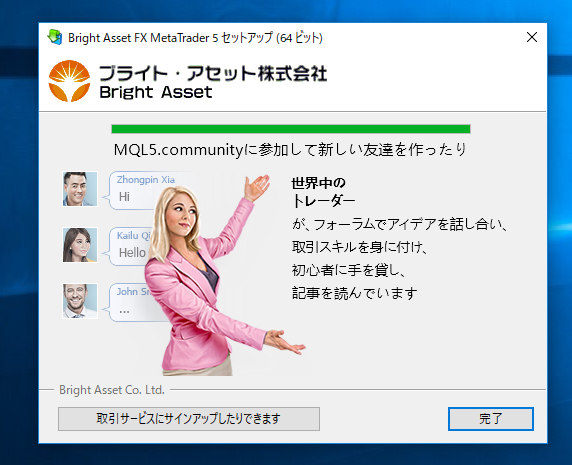 Bright Asset FX MetaTrader 5 セットアップ (64 ビット)
ブライト・アセット株式会社
Bright Asset
MQL5.communityに参加して新しい友達を作ったり
Zhongpin Xia
Hi
Kailu Qi
Hello
John S
...
世界中の
トレーダー
が、フォーラムでアイデアを話し合い、
取引スキルを身に付け、
初心者に手を貸し、
記事を読んでいます
Bright Asset Co. Ltd.
取引サービスにサインアップしたりできます
完了